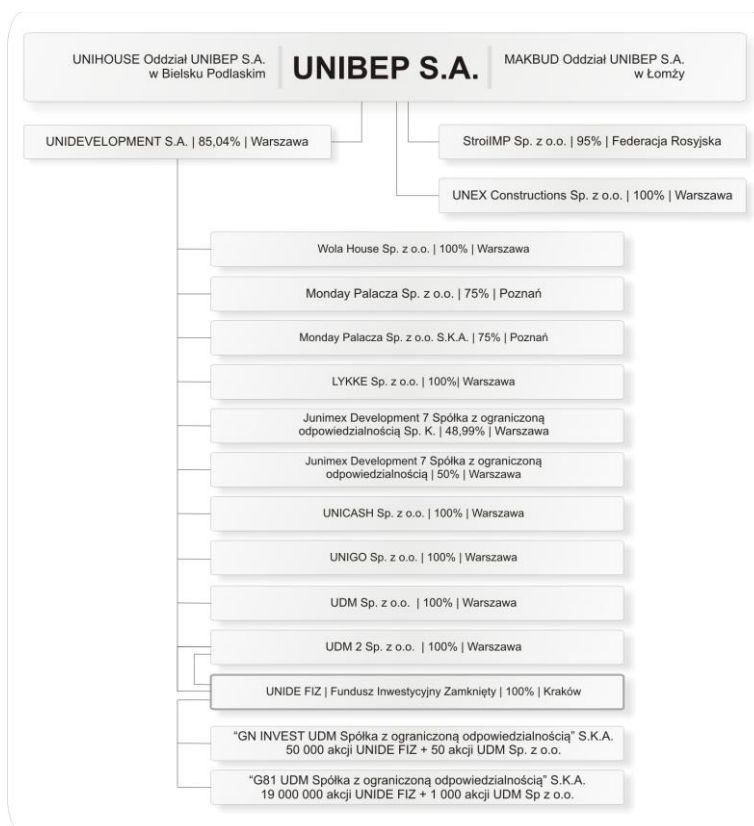 UNIHOUSE Oddział UNIBEP S.A.
w Bielsku Podlaskim
UNIBEP S.A.
MAKBUD Oddział UNIBEP S.A.
w Łomży
UNIDEVELOPMENT S.A. | 85,04% | Warszawa
StroiIMP Sp. z o.o. | 95% | Federacja Rosyjska
UNEX Constructions Sp. z o.o. | 100% | Warszawa
Wola House Sp. z o.o. | 100% | Warszawa
Monday Palacza Sp. z o.o. | 75% | Poznań
Monday Palacza Sp. z o.o. S.K.A. | 75% | Poznań
LYKKE Sp. z o.o. | 100%| Warszawa
Junimex Development 7 Spółka z ograniczoną
odpowiedzialnością Sp. K. | 48,99% | Warszawa
Junimex Development 7 Spółka z ograniczoną
odpowiedzialnością | 50% | Warszawa
UNICASH Sp. z o.o. | 100% | Warszawa
UNIGO Sp. z o.o. | 100% | Warszawa
UDM Sp. z o.o. | 100% | Warszawa
UDM 2 Sp. z o.o. | 100% | Warszawa
UNIDE FIZ | Fundusz Inwestycyjny Zamknięty | 100% | Kraków
“GN INVEST UDM Spółka z ograniczoną odpowiedzialnością” S.K.A.
50 000 akcji UNIDE FIZ + 50 akcji UDM Sp. z o.o.
“G81 UDM Spółka z ograniczoną odpowiedzialnością” S.K.A.
19 000 000 akcji UNIDE FIZ + 1 000 akcji UDM Sp z o.o.